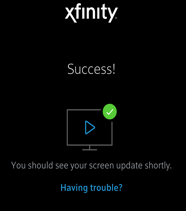 xfinity
Success!
You should see your screen update shortly.
Having trouble?